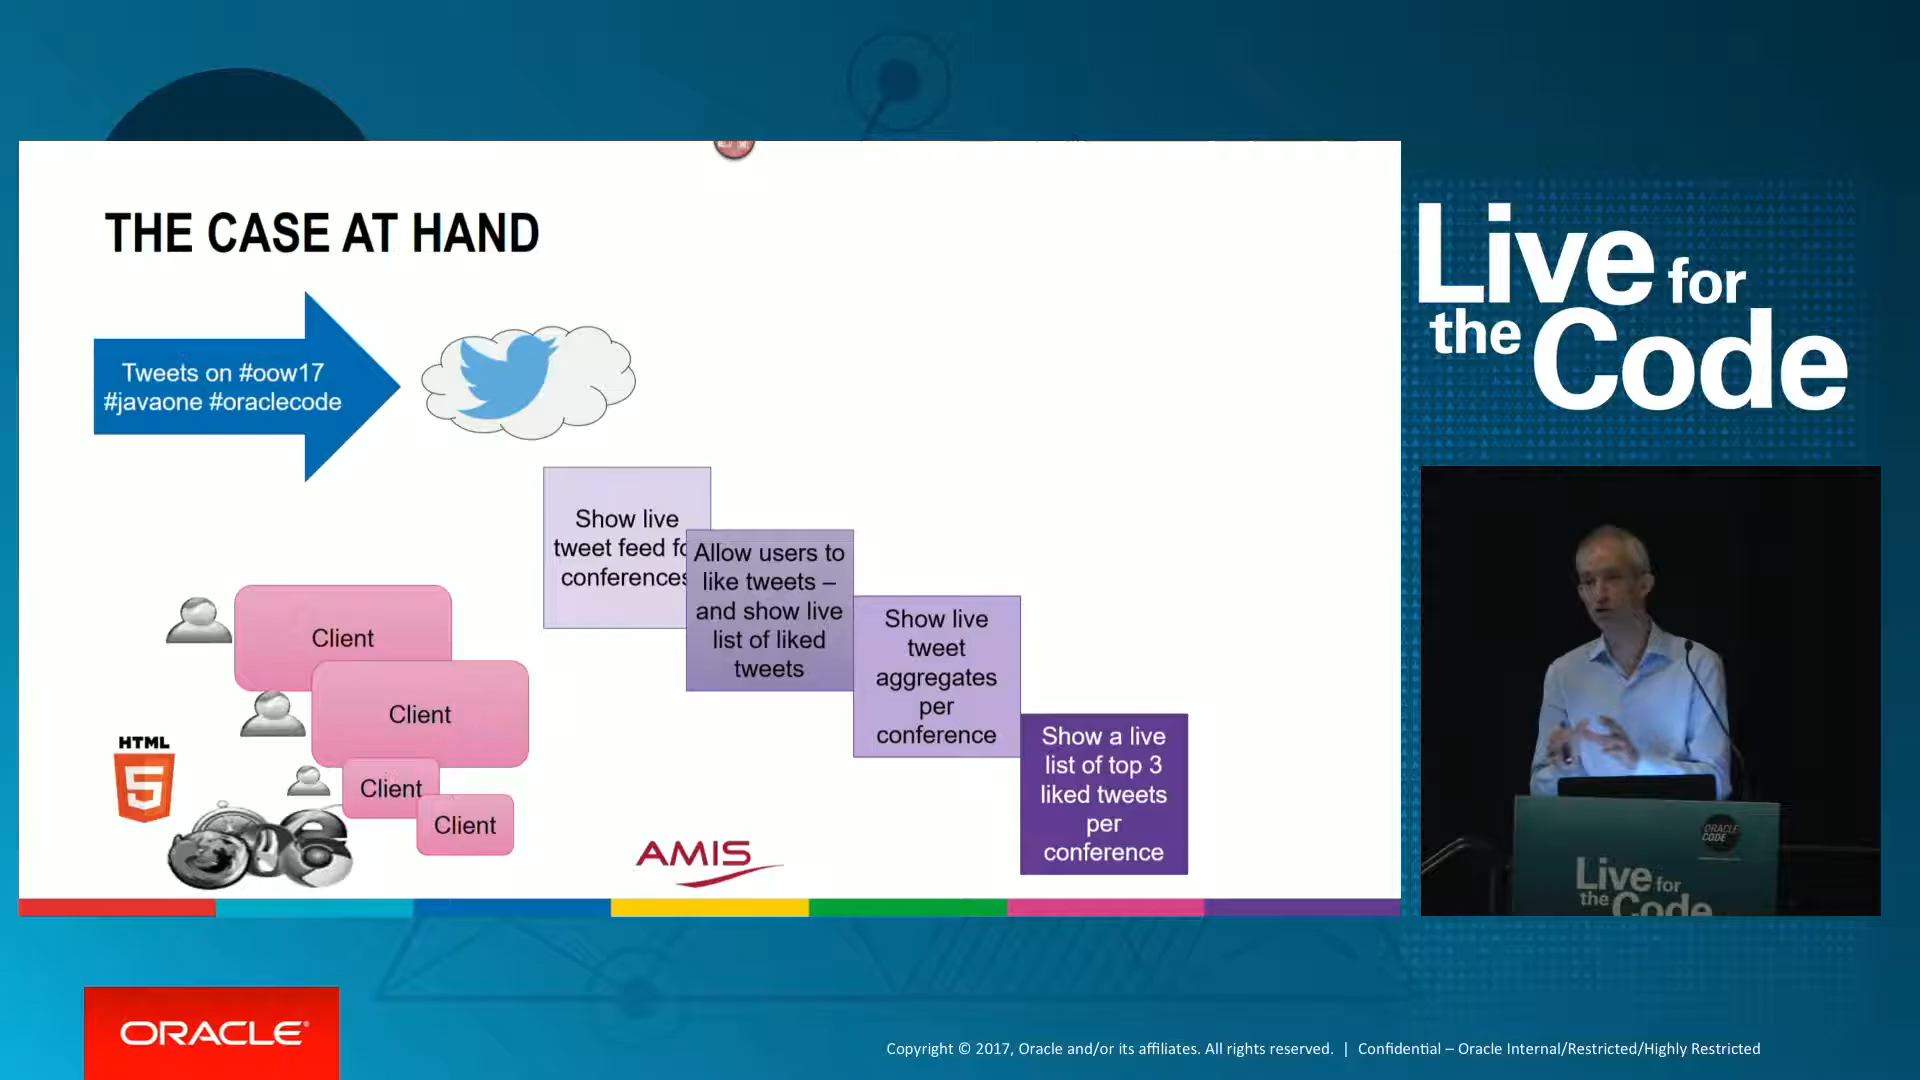 THE CASE AT HAND
Tweets on #oow17
#javaone #oraclecode
Show live
tweet feed fo
conferences
Allow users to
like tweets –
and show live
list of liked
tweets
Show live
tweet
aggregates
per
conference
Show a live
list of top 3
liked tweets
per
conference
Client
Client
Client
Client
HTML
5
AMIS
Live for
the Code
ORACLE
CODE
Live for
the Code
ORACLE®
Copyright © 2017, Oracle and/or its affiliates. All rights reserved. | Confidential – Oracle Internal/Restricted/Highly Restricted